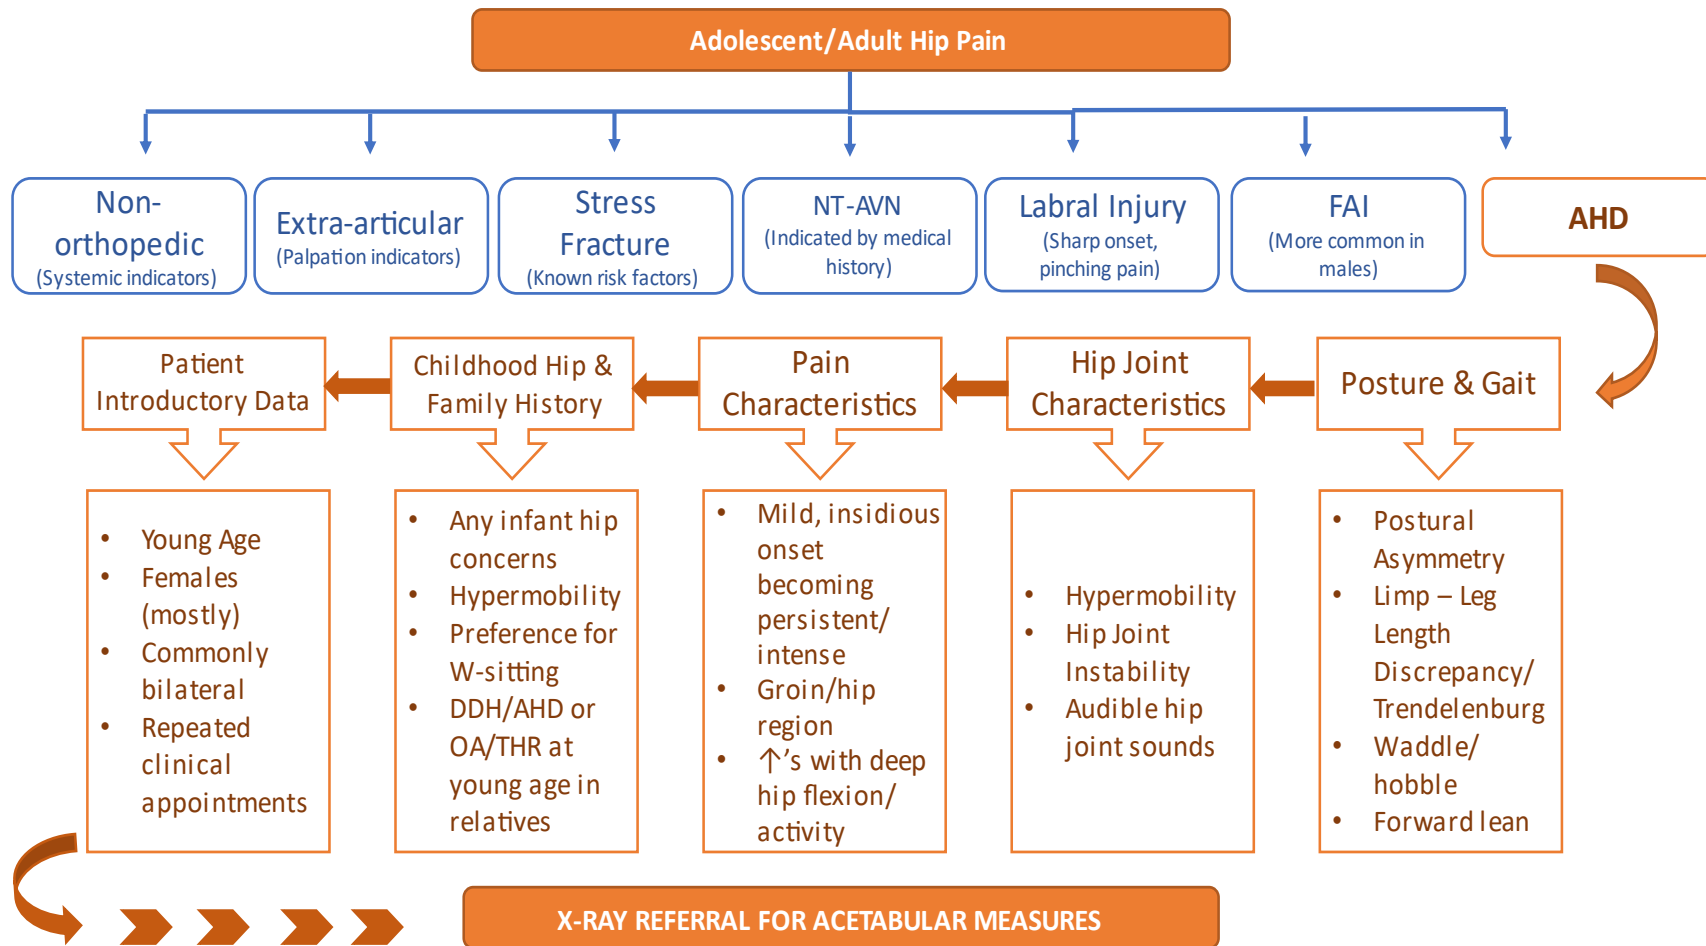 Adolescent/Adult Hip Pain
Non-
orthopedic
(Systemic indicators)
Extra-articular
(Palpation indicators)
Stress
Fracture
(Known risk factors)
NT-AVN
(Indicated by medical
history)
Labral Injury
(Sharp onset,
pinching pain)
FAI
(More common in
males)
AHD
Patient
Introductory Data
Childhood Hip &
Family History
Pain
Characteristics
Hip Joint
Characteristics
Posture & Gait
• Young Age
• Females
(mostly)
• Commonly
bilateral
• Repeated
clinical
appointments
• Any infant hip
concerns
• Hypermobility
• Preference for
W-sitting
• DDH/AHD or
OA/THR at
young age in
relatives
• Mild, insidious
onset
becoming
persistent/
intense
• Groin/hip
region
• ↑’s with deep
hip flexion/
activity
• Hypermobility
• Hip Joint
Instability
• Audible hip
joint sounds
• Postural
Asymmetry
• Limp – Leg
Length
Discrepancy/
Trendelenburg
• Waddle/
hobble
• Forward lean
X-RAY REFERRAL FOR ACETABULAR MEASURES